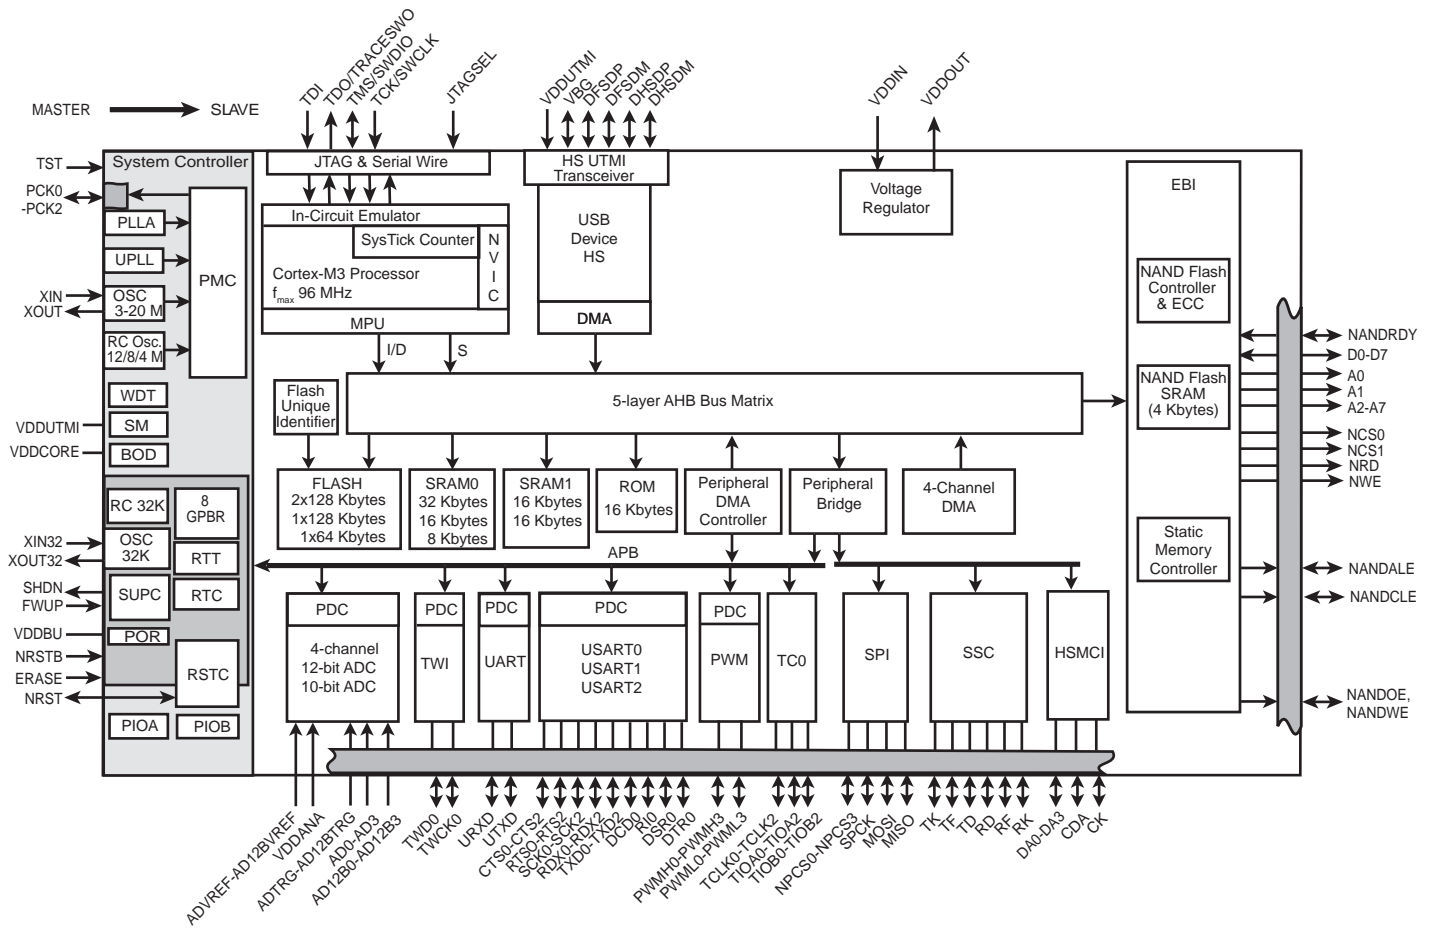 MASTER
SLAVE
TDI
TDO/TRACESWO
TMS/SWDIO
TCK/SWCLK
JTAGSEL
VDDUTMI
VBG
DFSDP
DFSDM
DHSDP
DHSDM
VDDIN
VDDOUT
TST
PCK0
-PCK2
XIN
XOUT
VDDUTMI
VDDCORE
XIN32
XOUT32
SHDN
FWUP
VDDBU
NRSTB
ERASE
NRST
System Controller
PLLA
UPLL
OSC
3-20 M
RC Osc.
12/8/4 M
PMC
WDT
SM
BOD
RC 32K
8
GPBR
OSC
32K
RTT
SUPC
RTC
POR
RSTC
PIOA
PIOB
JTAG & Serial Wire
In-Circuit Emulator
SysTick Counter
N
V
I
C
Cortex-M3 Processor
fmax 96 MHz
MPU
I/D
S
HS UTMI
Transceiver
USB
Device
HS
DMA
Voltage
Regulator
Flash
Unique
Identifier
5-layer AHB Bus Matrix
FLASH
2x128 Kbytes
1x128 Kbytes
1x64 Kbytes
SRAM0
32 Kbytes
16 Kbytes
8 Kbytes
SRAM1
16 Kbytes
16 Kbytes
ROM
16 Kbytes
Peripheral
DMA
Controller
Peripheral
Bridge
4-Channel
DMA
APB
PDC
4-channel
12-bit ADC
10-bit ADC
PDC
TWI
PDC
UART
PDC
USART0
USART1
USART2
PDC
PWM
TC0
SPI
SSC
HSMCI
EBI
NAND Flash
Controller
& ECC
NAND Flash
SRAM
(4 Kbytes)
Static
Memory
Controller
NANDRDY
D0-D7
A0
A1
A2-A7
NCS0
NCS1
NRD
NWE
NANDALE
NANDCLE
NANDOE,
NANDWE
ADVREF-AD12BVREF
VDDANA
ADTRG-AD12BTRG
AD0-AD3
AD12B0-AD12B3
TWD0
TWCK0
URXD
UTXD
CTS0-CTS2
RTS0-RTS2
SCK0-SCK2
RDX0-RDX2
TXD0-TXD2
DCD0
RI0
DSR0
DTR0
PWMH0-PWMH3
PWML0-PWML3
TCLK0-TCLK2
TIOA0-TIOA2
TIOB0-TIOB2
NPCS0-NPCS3
SPCK
MOSI
MISO
TK
TF
TD
RD
RF
RK
DA0-DA3
CDA
CK